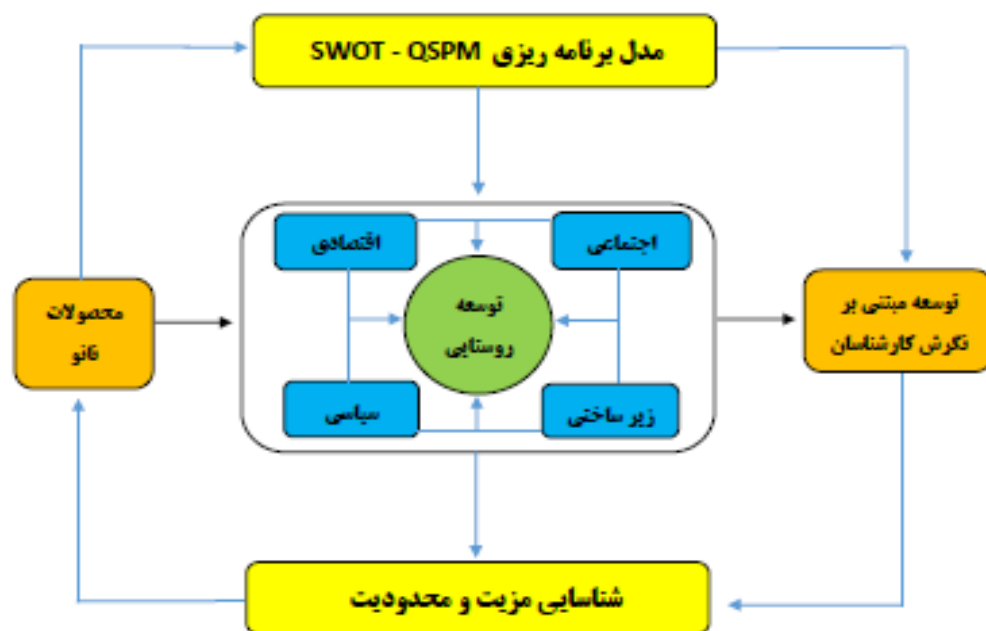 مدل برنامه ریزی SWOT - QSPM
اجتماعی
اقتصادی
توسعه
روستایی
زیر ساختی
سیاسی
توسعه مبتنی بر
نگرش کارشناسان
محصولات
نانو
شناسایی مزیت و محدودیت